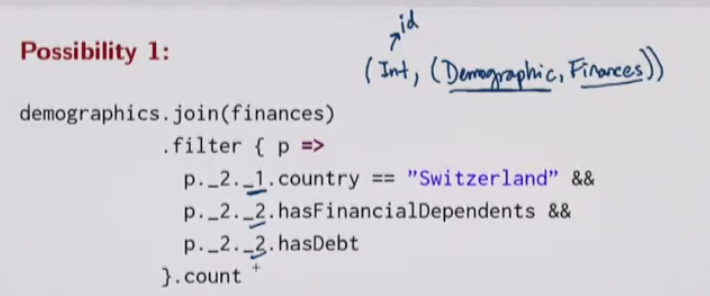 id
Possibility 1:
(Int, (Demographic, Finances))
demographics.join(finances)
.filter { p =>
p._2._1.country == "Switzerland" &&
p._2._2.hasFinancialDependents &&
p._2._2.hasDebt
}.count